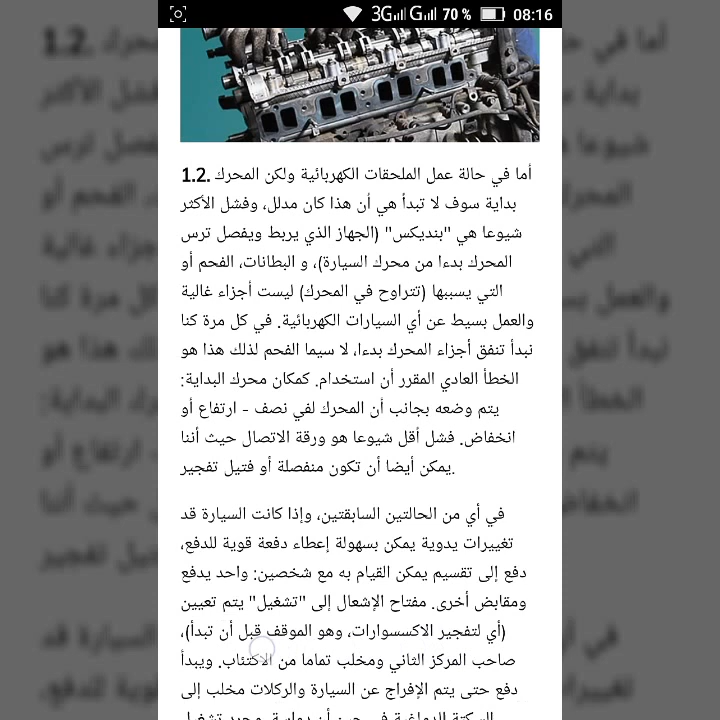 3G G 70 % 08:16
1.2. أما في حالة عمل الملحقات الكهربائية ولكن المحرك
بداية سوف لا تبدأ هي أن هذا كان مدلل، وفشل الأكثر
شيوعا هي "بنديكس" (الجهاز الذي يربط ويفصل ترس
المحرك بدءا من محرك السيارة)، و البطانات، الفحم أو
التي يسببها (تتراوح في المحرك) ليست أجزاء غالية
والعمل بسيط عن أي السيارات الكهربائية. في كل مرة كنا
نبدأ تنفق أجزاء المحرك بدءا، لا سيما الفحم لذلك هذا هو
الخطأ العادي المقرر أن استخدام. كمكان محرك البداية:
يتم وضعه بجانب أن المحرك لفي نصف - ارتفاع أو
انخفاض. فشل أقل شيوعا هو ورقة الاتصال حيث أننا
يمكن أيضا أن تكون منفصلة أو فتيل تفجير.
في أي من الحالتين السابقتين، وإذا كانت السيارة قد
تغييرات يدوية يمكن بسهولة إعطاء دفعة قوية للدفع،
دفع إلى تقسيم يمكن القيام به مع شخصين: واحد يدفع
ومقابض أخرى. مفتاح الإشعال إلى "تشغيل" يتم تعيين
(أي لتفجير الاكسسوارات، وهو الموقف قبل أن تبدأ)،
صاحب المركز الثاني ومخلب تماما من الاكتئاب. ويبدأ
دفع حتى يتم الإفراج عن السيارة والركلات مخلب إلى